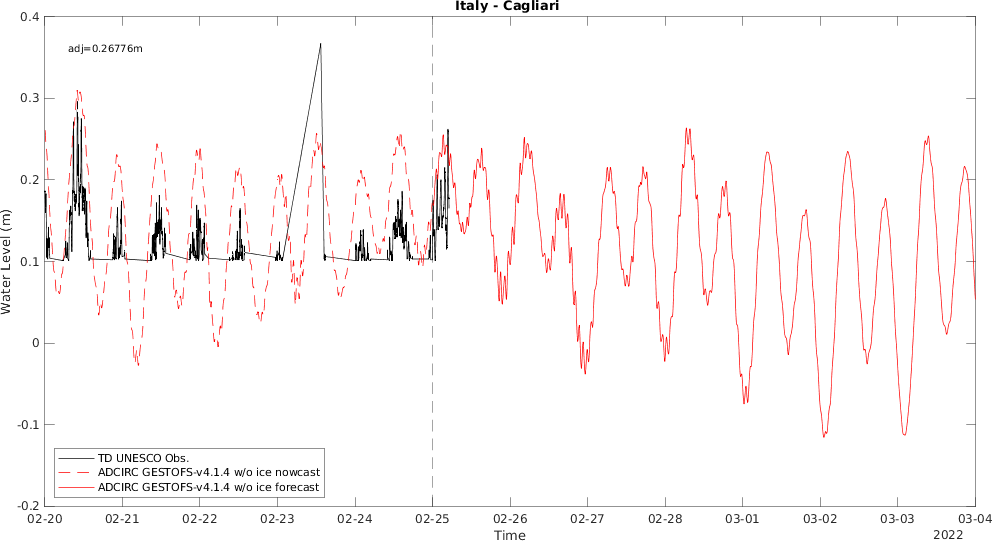 Italy - Cagliari
0.4
adj=0.26776m
0.3
0.2
0.1
0
-0.1
-0.2
Water Level (m)
TD UNESCO Obs.
ADCIRC GESTOFS-v4.1.4 w/o ice nowcast
ADCIRC GESTOFS-v4.1.4 w/o ice forecast
02-20 02-21 02-22 02-23 02-24 02-25 02-26 02-27 02-28 03-01 03-02 03-03 03-04
Time
2022